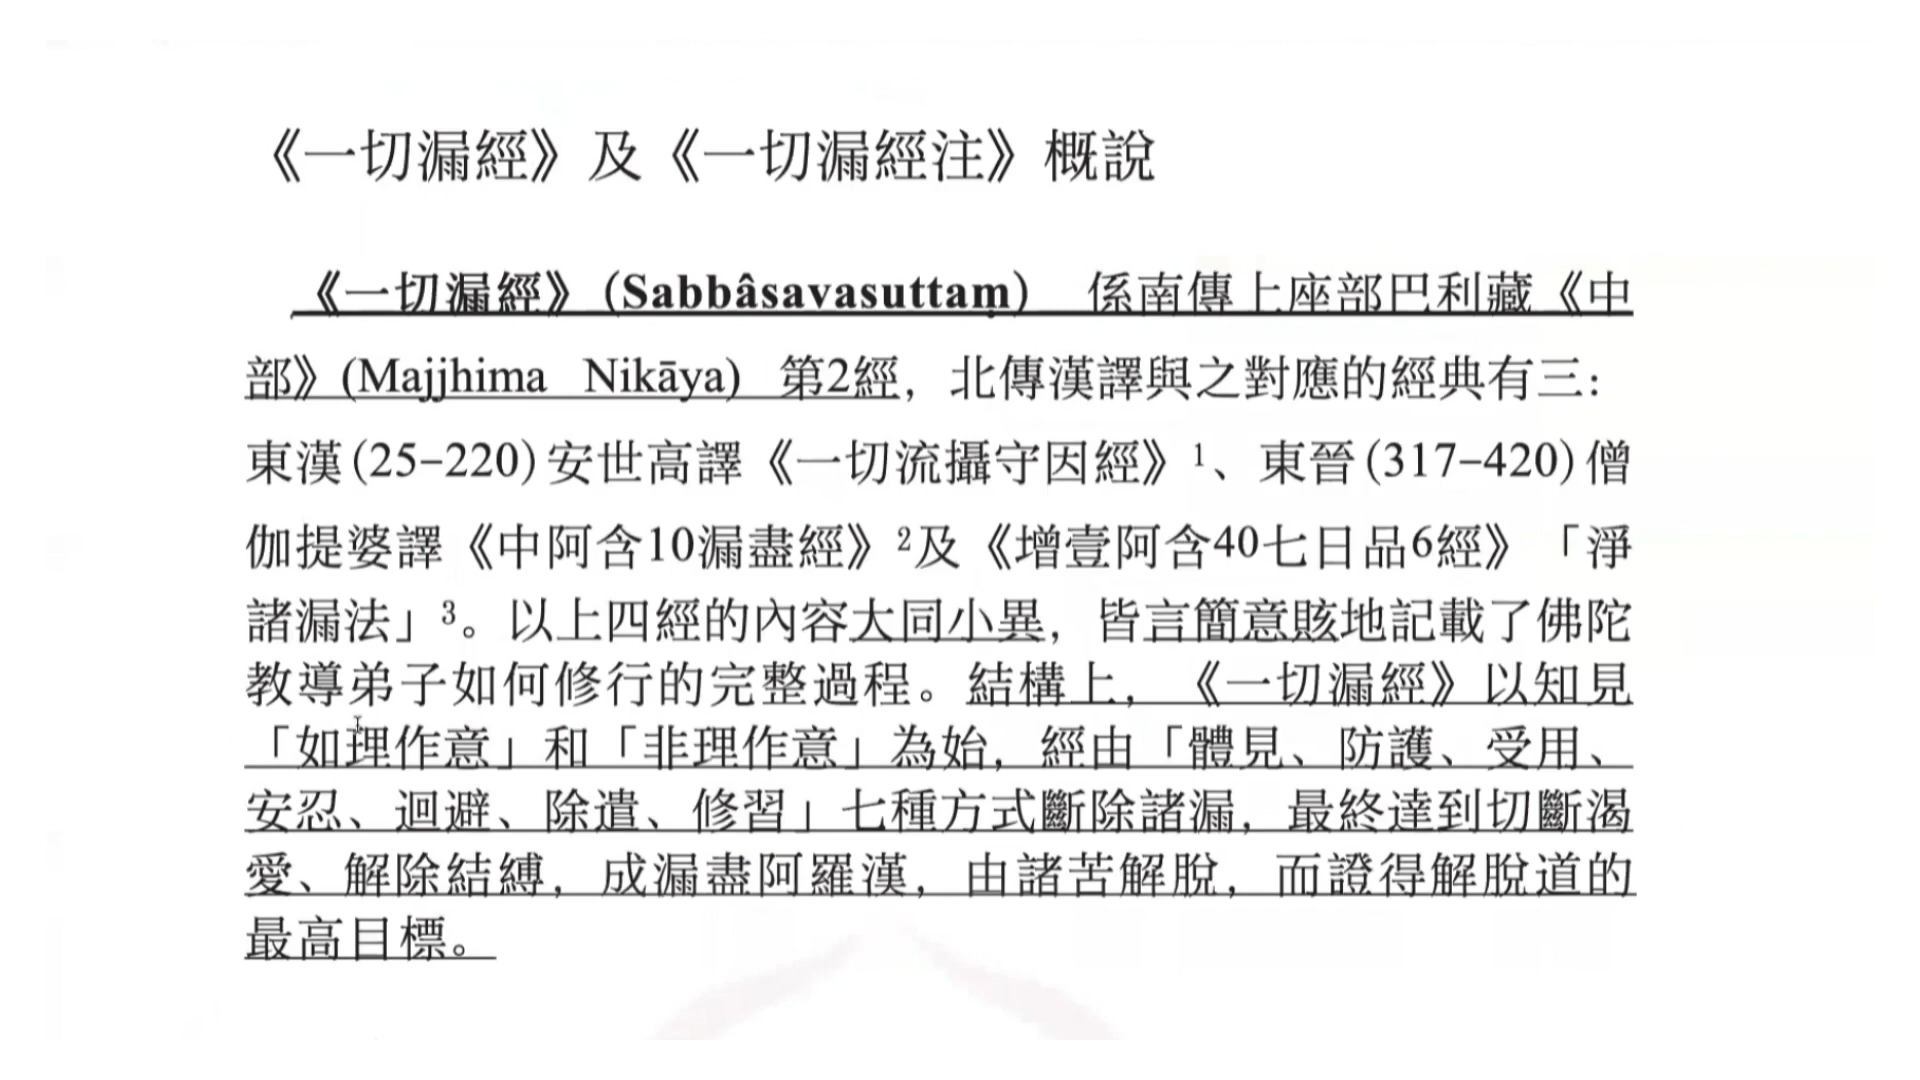 《一切漏經》及《一切漏經注》概說
《一切漏經》(Sabbâsavasuttaṃ) 係南傳上座部巴利藏《中
部》(Majjhima Nikāya) 第2經，北傳漢譯與之對應的經典有三：
東漢(25–220)安世高譯《一切流攝守因經》¹、東晉(317–420)僧
伽提婆譯《中阿含10漏盡經》²及《增壹阿含40七日品6經》「淨
諸漏法」³。以上四經的內容大同小異，皆言簡意賅地記載了佛陀
教導弟子如何修行的完整過程。結構上，《一切漏經》以知見
「如理作意」和「非理作意」為始，經由「體見、防護、受用、
安忍、迴避、除遣、修習」七種方式斷除諸漏，最終達到切斷渴
愛、解除結縛，成漏盡阿羅漢，由諸苦解脫，而證得解脫道的
最高目標。